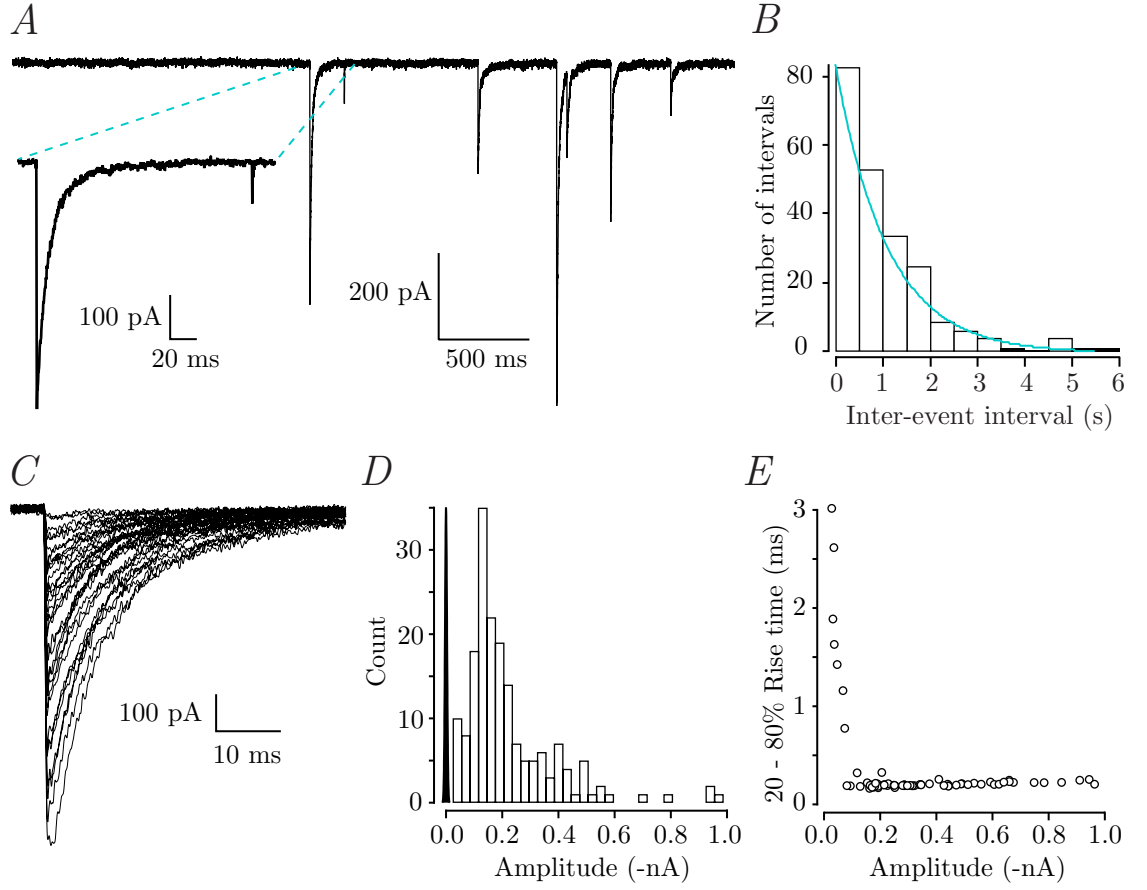 A
100 pA
20 ms
200 pA
500 ms
B
Number of intervals
80
60
40
20
0
0 1 2 3 4 5 6
Inter-event interval (s)
C
100 pA
10 ms
D
Count
30
20
10
0
0.0 0.2 0.4 0.6 0.8 1.0
Amplitude (-nA)
E
20 - 80% Rise time (ms)
3
2
1
0
0.0 0.2 0.4 0.6 0.8 1.0
Amplitude (-nA)